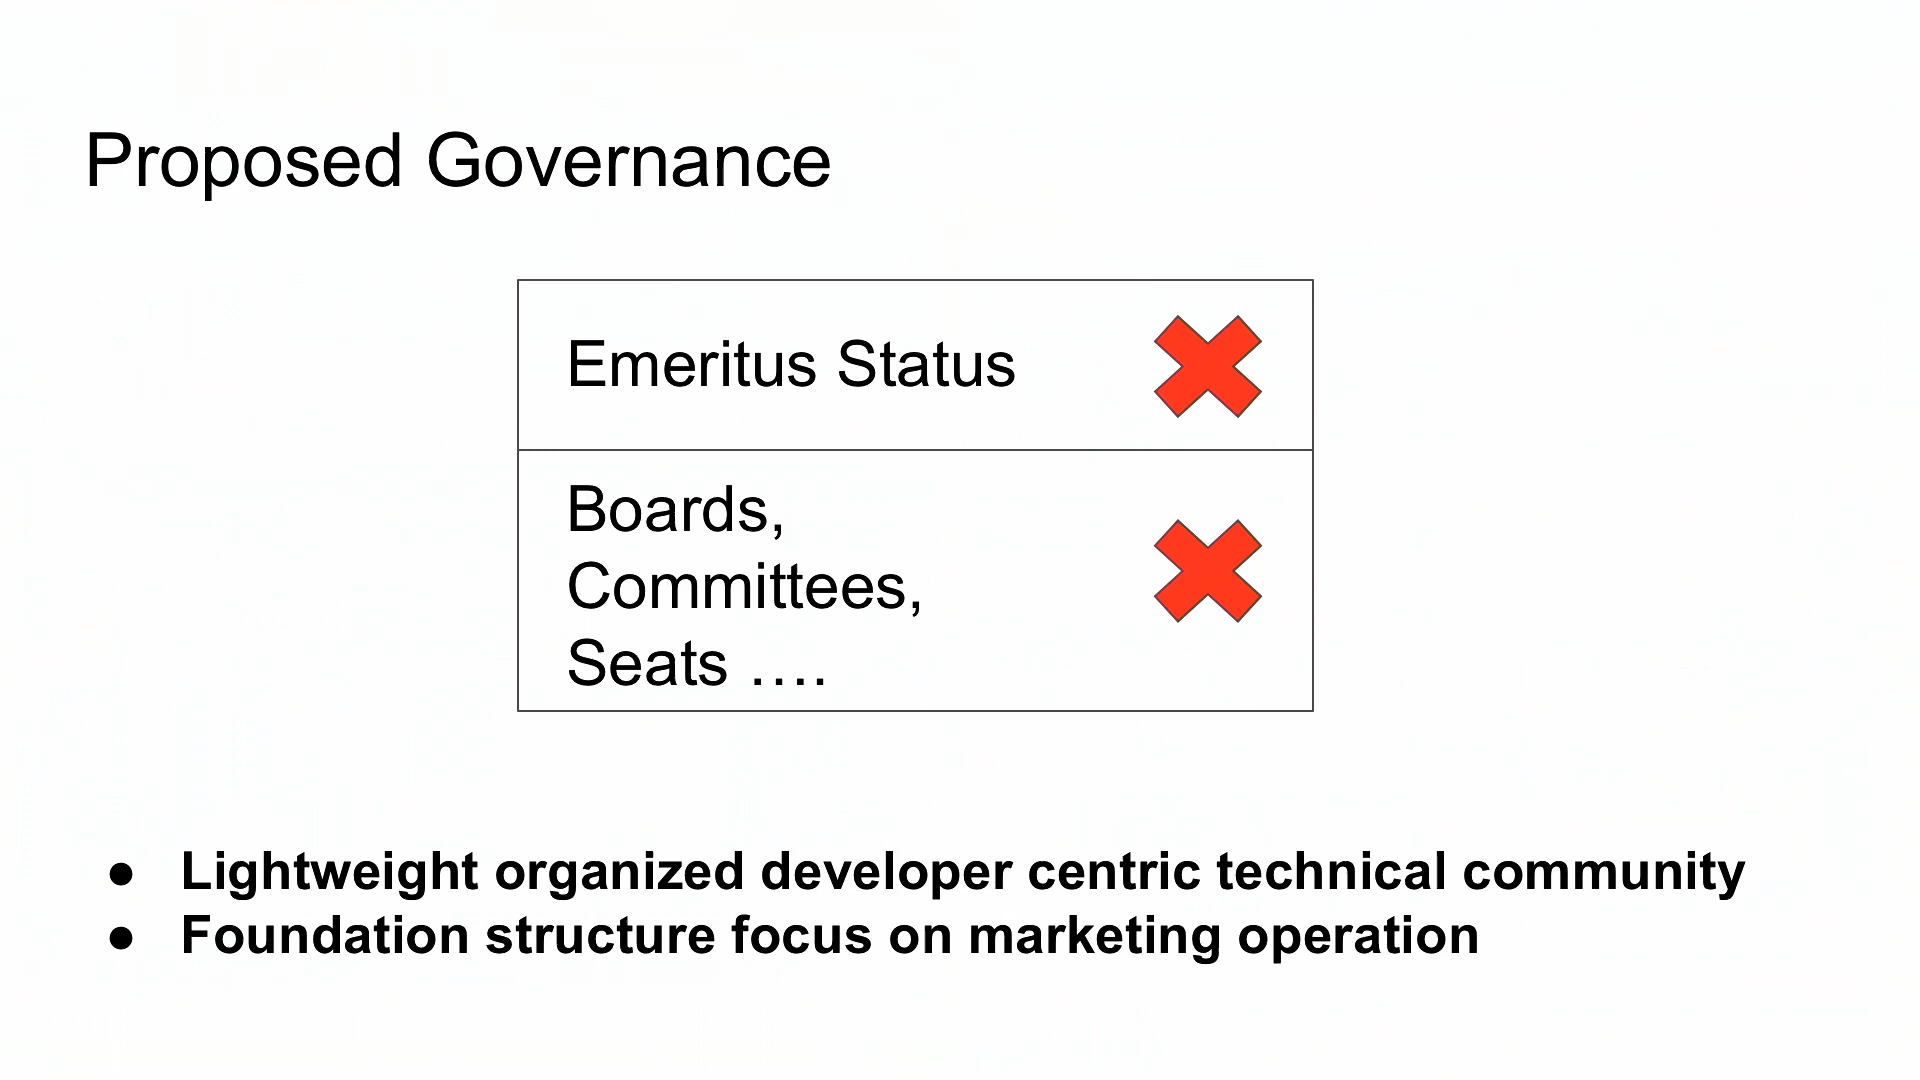 Proposed Governance
Emeritus Status
Boards,
Committees,
Seats ….
● Lightweight organized developer centric technical community
● Foundation structure focus on marketing operation